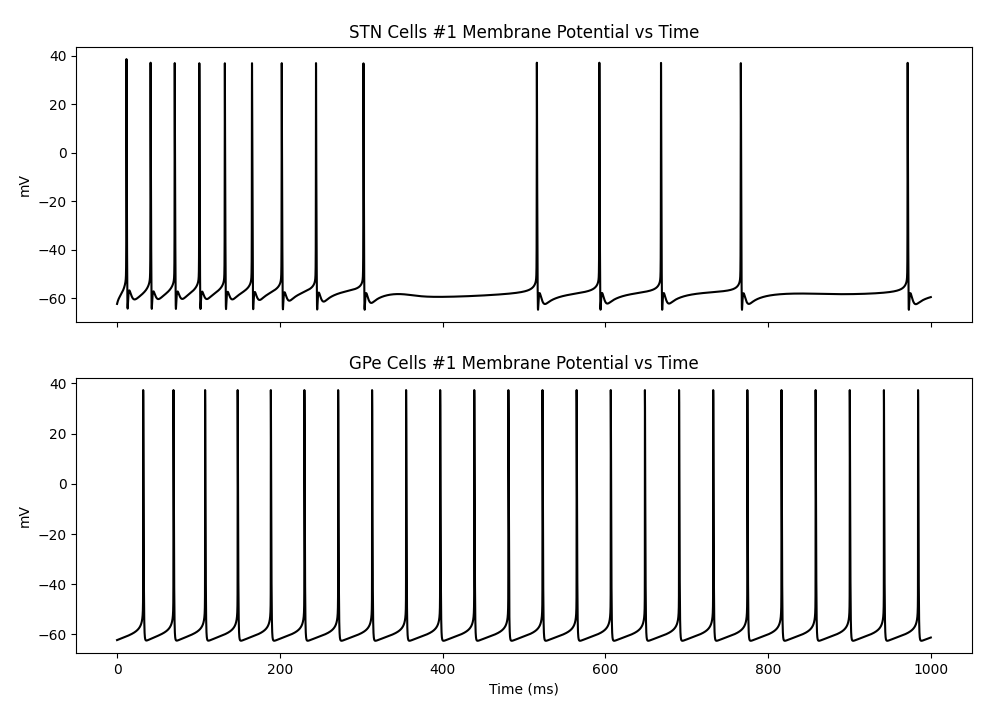 STN Cells #1 Membrane Potential vs Time
40
20
0
−20
−40
−60
mV
GPe Cells #1 Membrane Potential vs Time
40
20
0
−20
−40
−60
mV
0 200 400 600 800 1000
Time (ms)